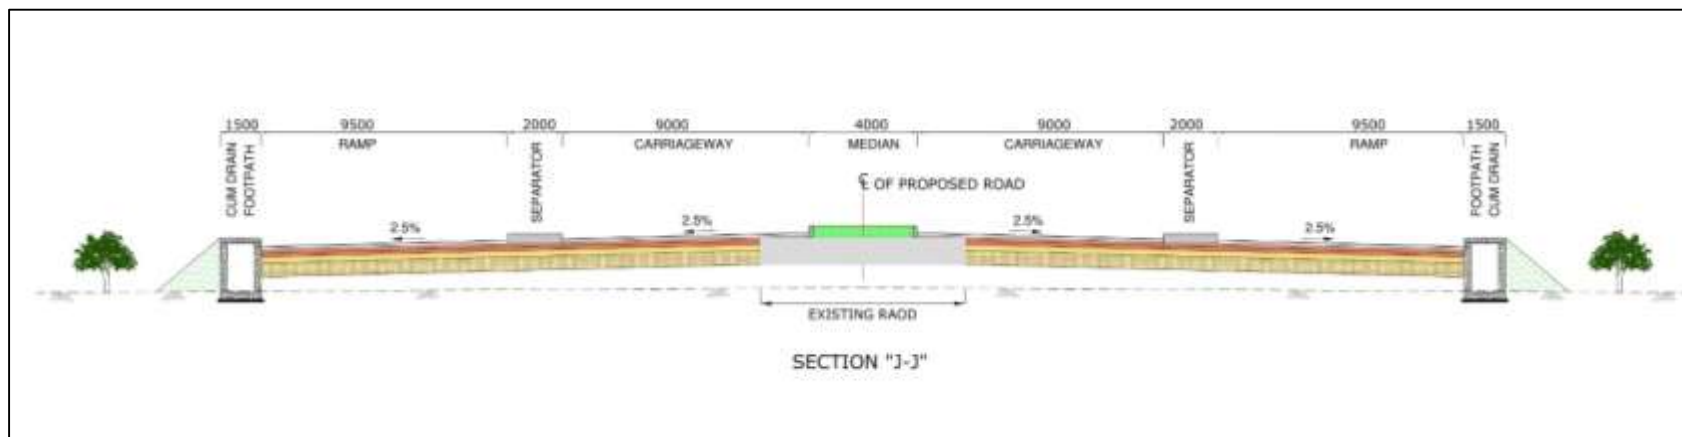 1500 9500 2000 9000 4000 9000 2000 9500 1500
RAMP CARRIAGEWAY MEDIAN CARRIAGEWAY RAMP
CUM DRAIN
FOOTPATH
SEPARATOR
SEPARATOR
FOOTPATH
CUM DRAIN
℄ OF PROPOSED ROAD
2.5% 2.5% 2.5% 2.5%
EXISTING RAOD
SECTION "J-J"